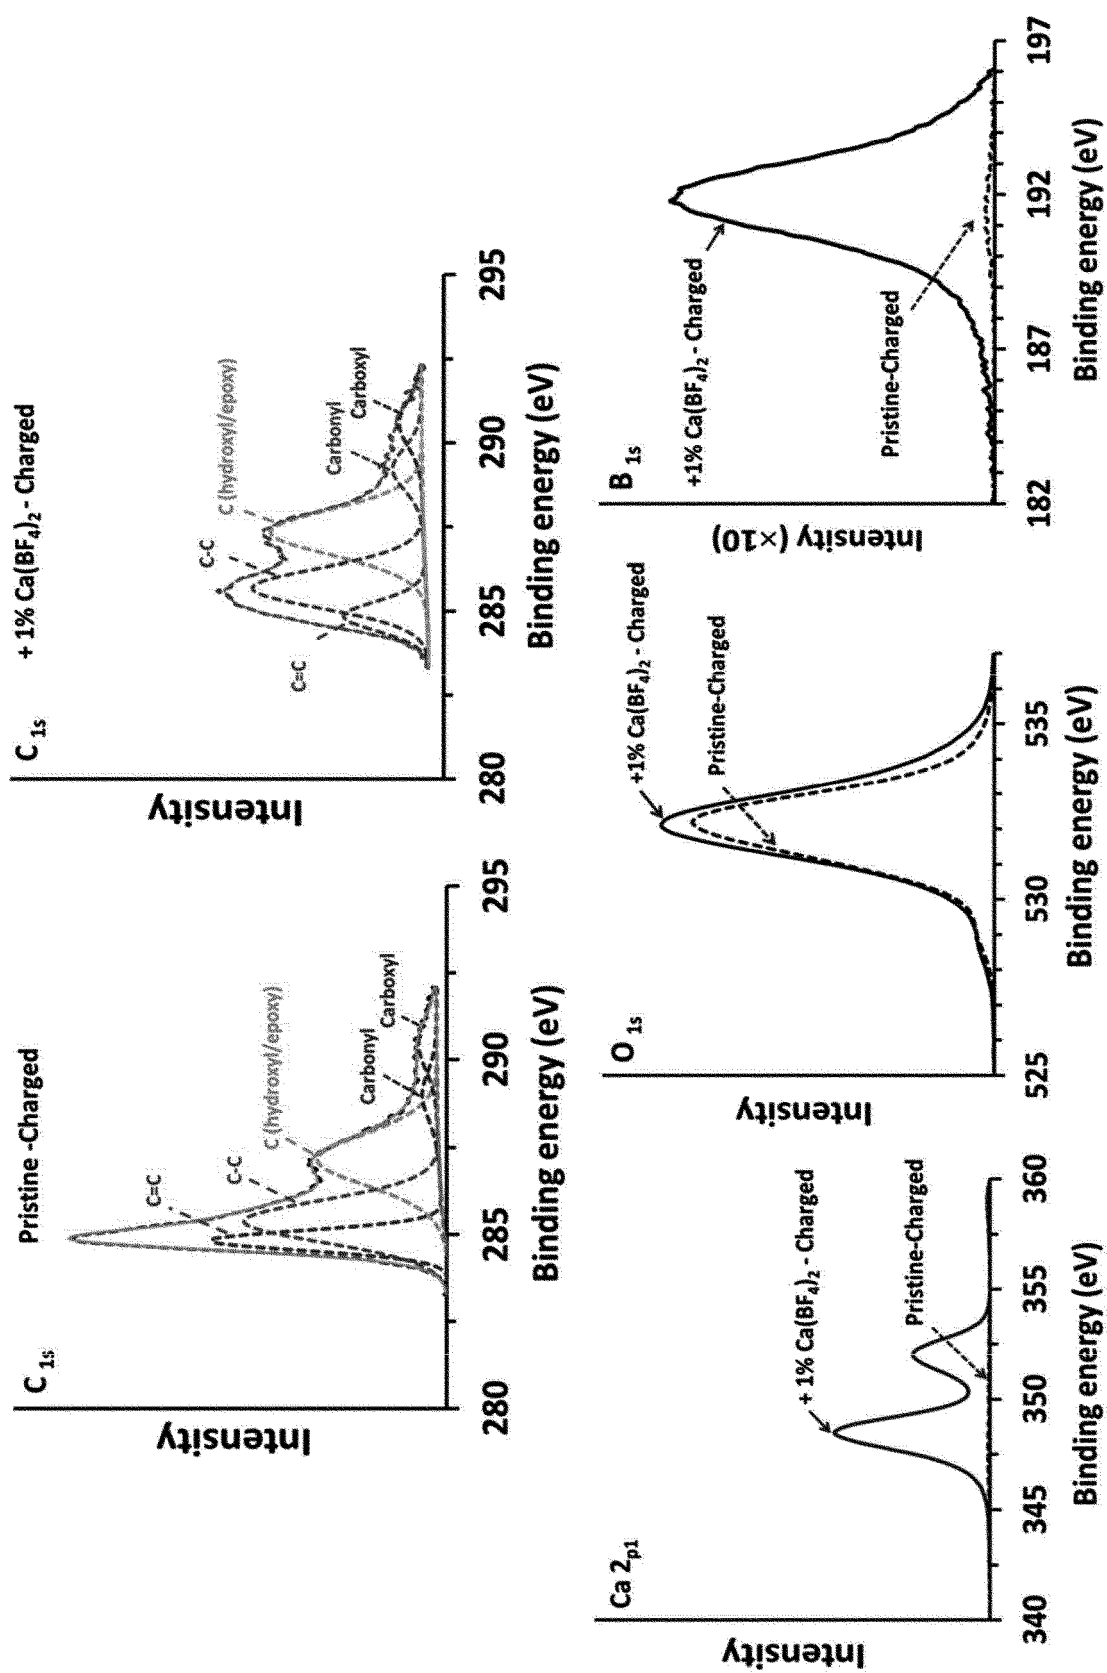 Pristine -Charged
C 1s
Intensity
C=C
C-C
C (hydroxyl/epoxy)
Carbonyl
Carboxyl
280
285
290
295
Binding energy (eV)
+ 1% Ca(BF4)2 - Charged
C 1s
Intensity
C=C
C-C
C (hydroxyl/epoxy)
Carbonyl
Carboxyl
280
285
290
295
Binding energy (eV)
Ca 2p1
Intensity
+ 1% Ca(BF4)2 - Charged
Pristine-Charged
340
345
350
355
360
Binding energy (eV)
O 1s
Intensity
+1% Ca(BF4)2 - Charged
Pristine-Charged
525
530
535
Binding energy (eV)
B 1s
Intensity (×10)
+1% Ca(BF4)2 - Charged
Pristine-Charged
182
187
192
197
Binding energy (eV)